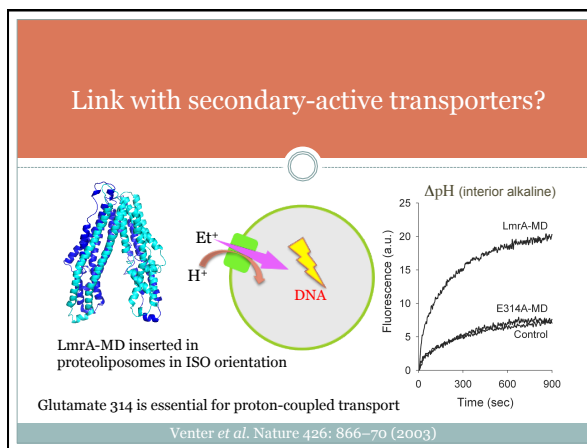 Link with secondary-active transporters?
Et⁺
H⁺
DNA
LmrA-MD inserted in
proteoliposomes in ISO orientation
ΔpH (interior alkaline)
Fluorescence (a.u.)
25
20
15
10
5
0
LmrA-MD
E314A-MD
Control
0
300
600
900
Time (sec)
Glutamate 314 is essential for proton-coupled transport
Venter et al. Nature 426: 866–70 (2003)